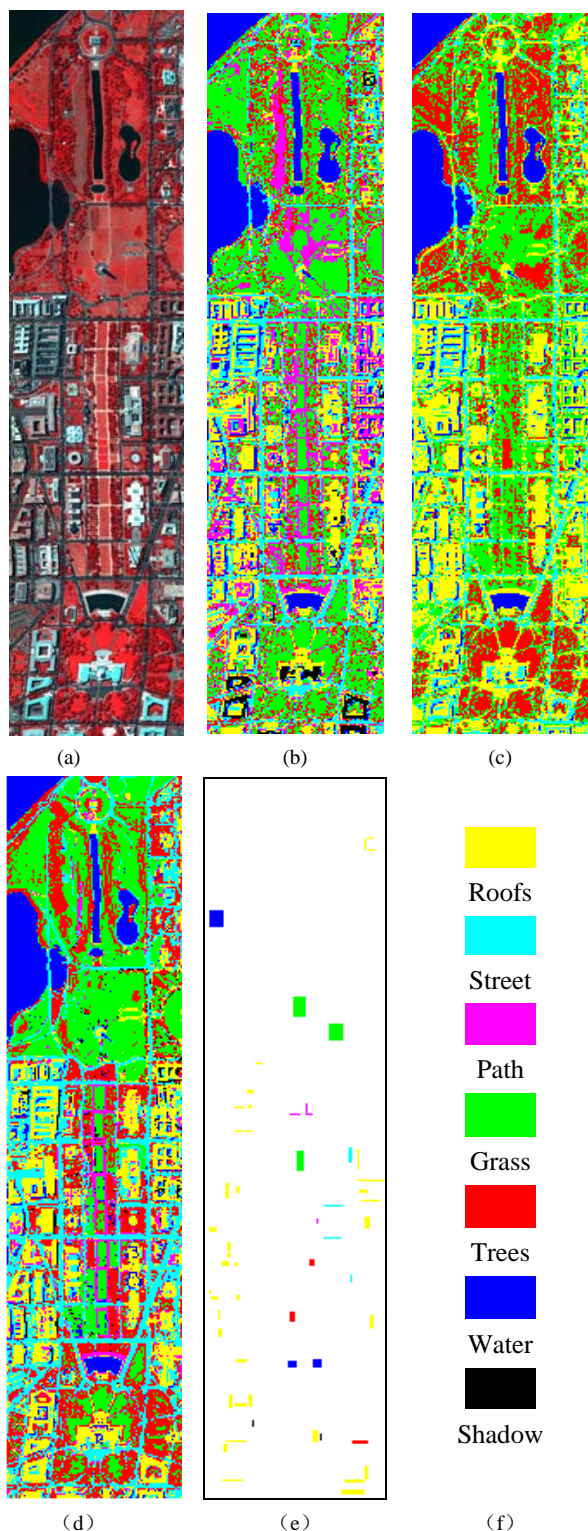 (a)
(b)
(c)
Roofs
Street
Path
Grass
Trees
Water
Shadow
（d）
（e）
（f）